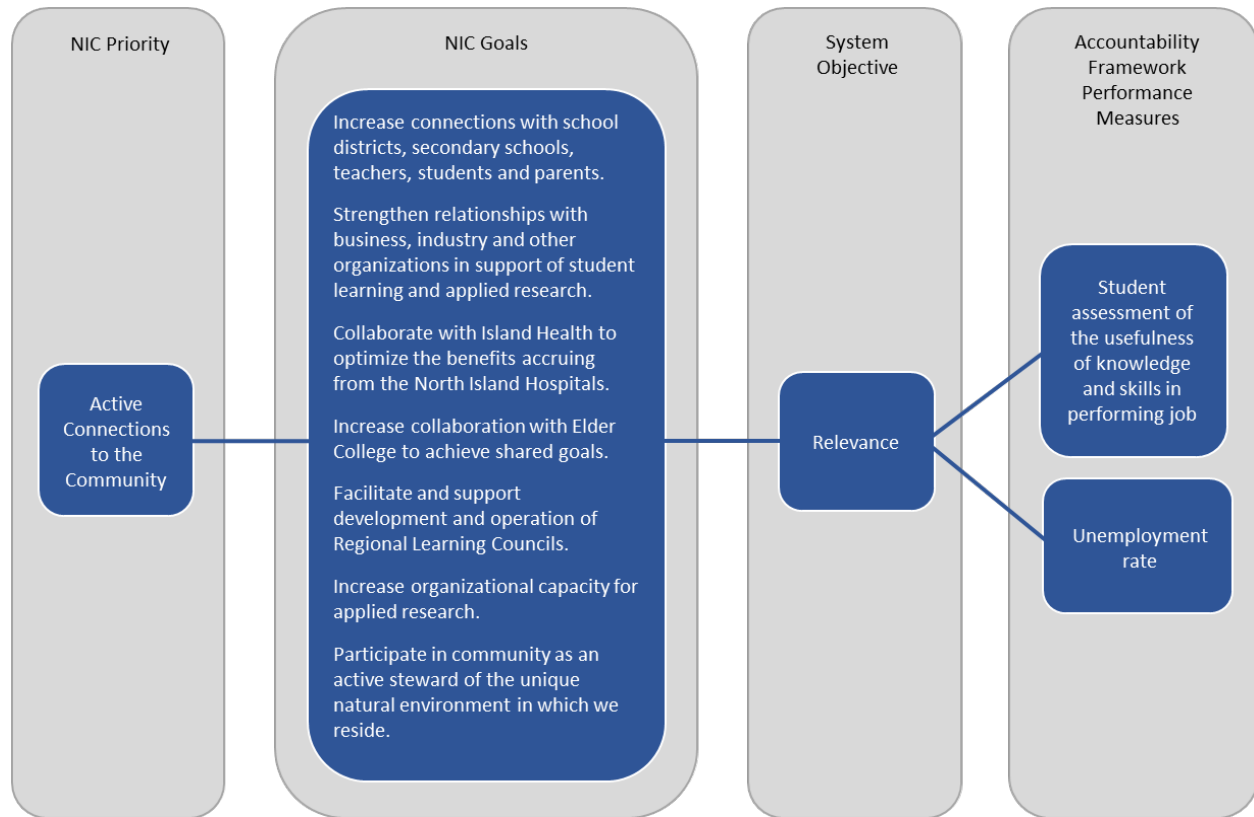 NIC Priority
Active
Connections
to the
Community
NIC Goals
Increase connections with school
districts, secondary schools,
teachers, students and parents.
Strengthen relationships with
business, industry and other
organizations in support of student
learning and applied research.
Collaborate with Island Health to
optimize the benefits accruing
from the North Island Hospitals.
Increase collaboration with Elder
College to achieve shared goals.
Facilitate and support
development and operation of
Regional Learning Councils.
Increase organizational capacity for
applied research.
Participate in community as an
active steward of the unique
natural environment in which we
reside.
System
Objective
Relevance
Accountability
Framework
Performance
Measures
Student
assessment of
the usefulness
of knowledge
and skills in
performing job
Unemployment
rate